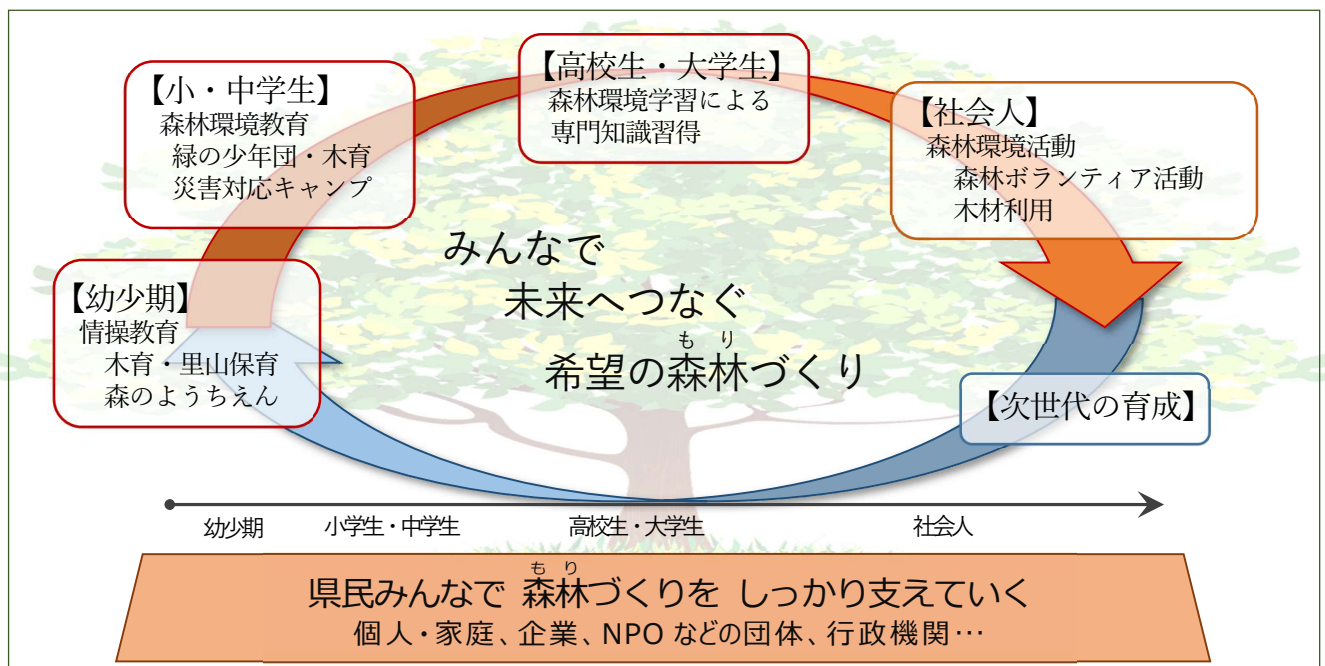 【高校生・大学生】
森林環境学習による
専門知識習得
【小・中学生】
森林環境教育
緑の少年団・木育
災害対応キャンプ
【社会人】
森林環境活動
森林ボランティア活動
木材利用
【幼少期】
情操教育
木育・里山保育
森のようちえん
みんなで
未来へつなぐ
もり
希望の森林づくり
【次世代の育成】
幼少期 小学生・中学生 高校生・大学生 社会人
もり
県民みんなで 森林づくりを しっかり支えていく
個人・家庭、企業、NPO などの団体、行政機関…